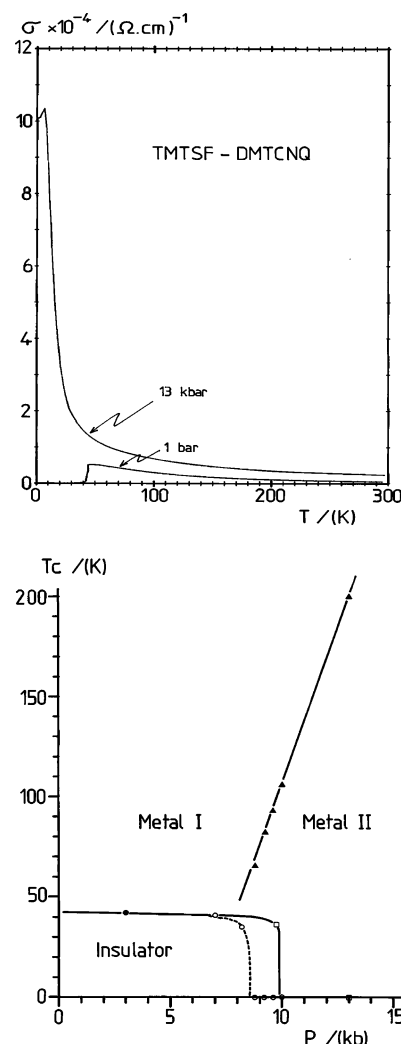 σ ×10⁻⁴ /(Ω.cm)⁻¹
12
10
8
6
4
2
0
TMTSF – DMTCNQ
13 kbar
1 bar
0 100 200 300
T /(K)
Tc /(K)
200
150
100
50
0
Metal I Metal II
Insulator
0 5 10 15
P /(kb)